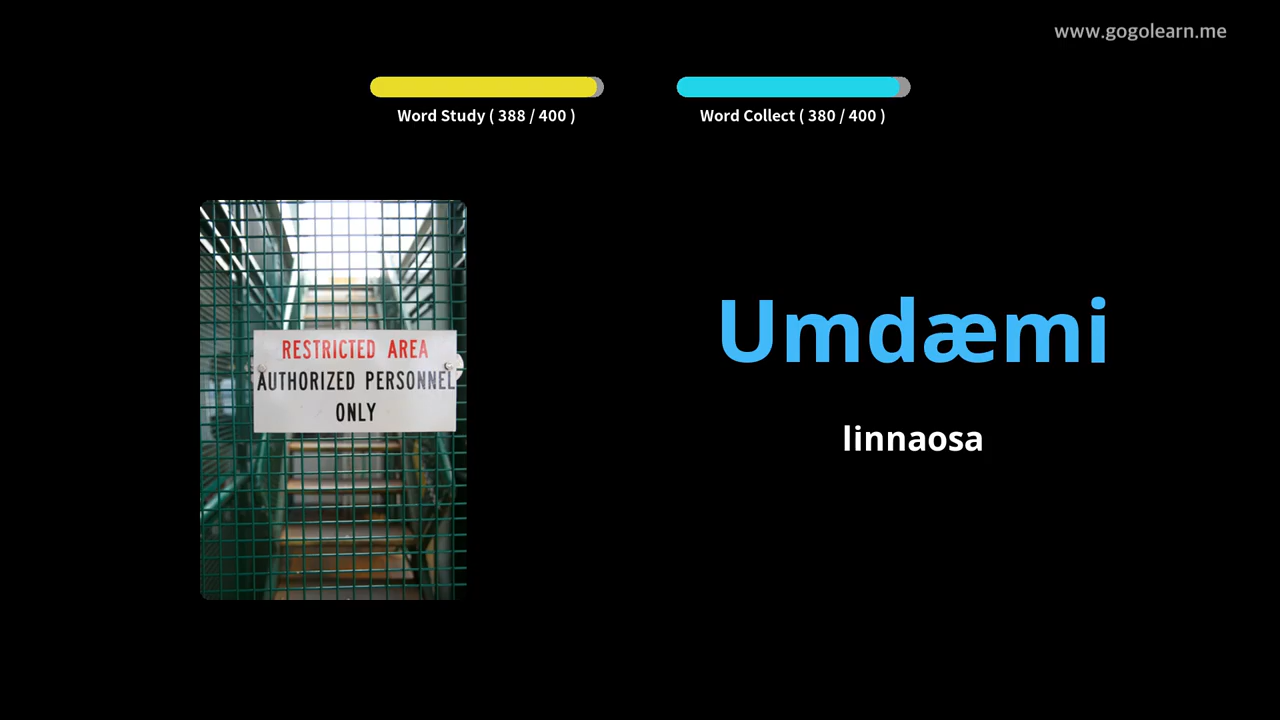 www.gogolearn.me
Word Study ( 388 / 400 )
Word Collect ( 380 / 400 )
RESTRICTED AREA
AUTHORIZED PERSONNEL
ONLY
Umdæmi
linnaosa